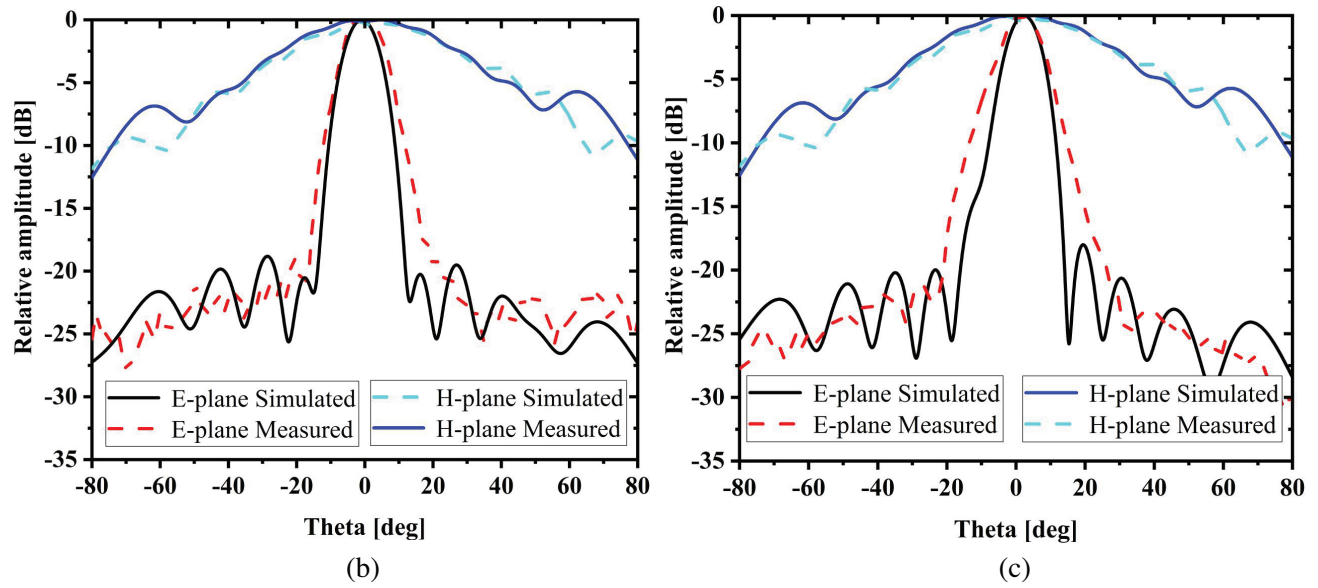 0
-5
-10
-15
-20
-25
-30
-35
Relative amplitude [dB]
E-plane Simulated
E-plane Measured
H-plane Simulated
H-plane Measured
-80 -60 -40 -20 0 20 40 60 80
Theta [deg]
(b)
0
-5
-10
-15
-20
-25
-30
-35
Relative amplitude [dB]
E-plane Simulated
E-plane Measured
H-plane Simulated
H-plane Measured
-80 -60 -40 -20 0 20 40 60 80
Theta [deg]
(c)